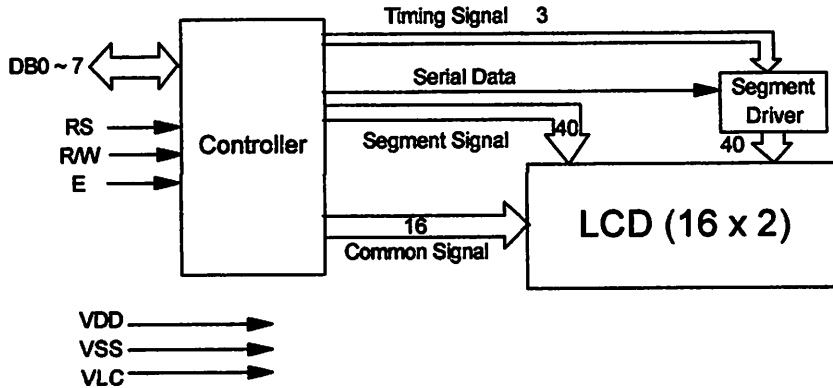 Timing Signal 3
DB0 ~ 7
Serial Data
Segment
Driver
RS
R/W
E
Controller
40
Segment Signal
40
LCD (16 x 2)
16
Common Signal
VDD
VSS
VLC